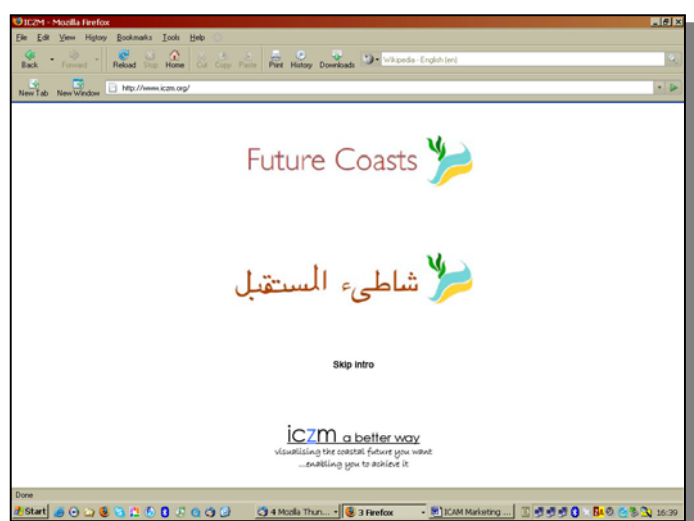 ICZM - Mozilla Firefox
File Edit View History Bookmarks Tools Help
Back Forward Reload Stop Home Cut Copy Paste Print History Downloads Wikipedia - English (en)
New Tab New Window http://www.iczm.org/
Future Coasts
شاطىء المستقبل
Skip intro
iczm a better way
visualising the coastal future you want
...enabling you to achieve it
Done
Start 4 Mozilla Thun... 3 Firefox ICAM Marketing ... 16:39